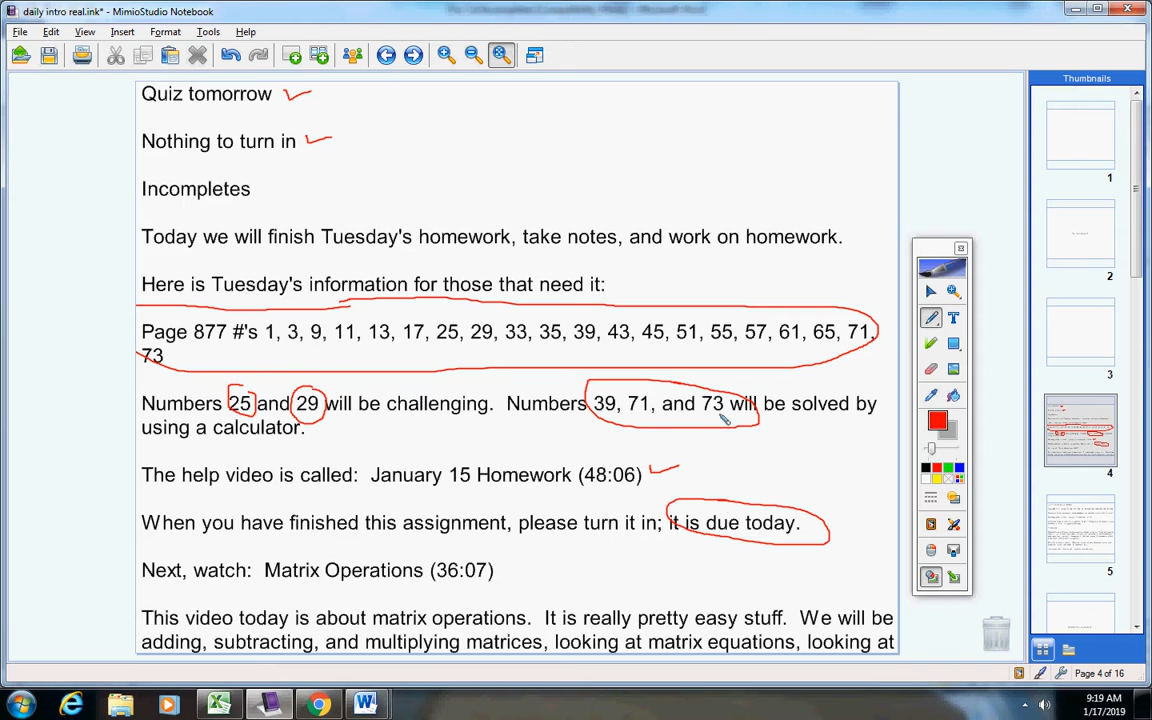 daily intro real.ink* - MimioStudio Notebook
File Edit View Insert Format Tools Help
Quiz tomorrow
Nothing to turn in
Incompletes
Today we will finish Tuesday's homework, take notes, and work on homework.
Here is Tuesday's information for those that need it:
Page 877 #'s 1, 3, 9, 11, 13, 17, 25, 29, 33, 35, 39, 43, 45, 51, 55, 57, 61, 65, 71,
73
Numbers 25 and 29 will be challenging. Numbers 39, 71, and 73 will be solved by
using a calculator.
The help video is called: January 15 Homework (48:06)
When you have finished this assignment, please turn it in; it is due today.
Next, watch: Matrix Operations (36:07)
This video today is about matrix operations. It is really pretty easy stuff. We will be
adding, subtracting, and multiplying matrices, looking at matrix equations, looking at
Thumbnails
1
2
3
4
5
Page 4 of 16
9:19 AM
1/17/2019